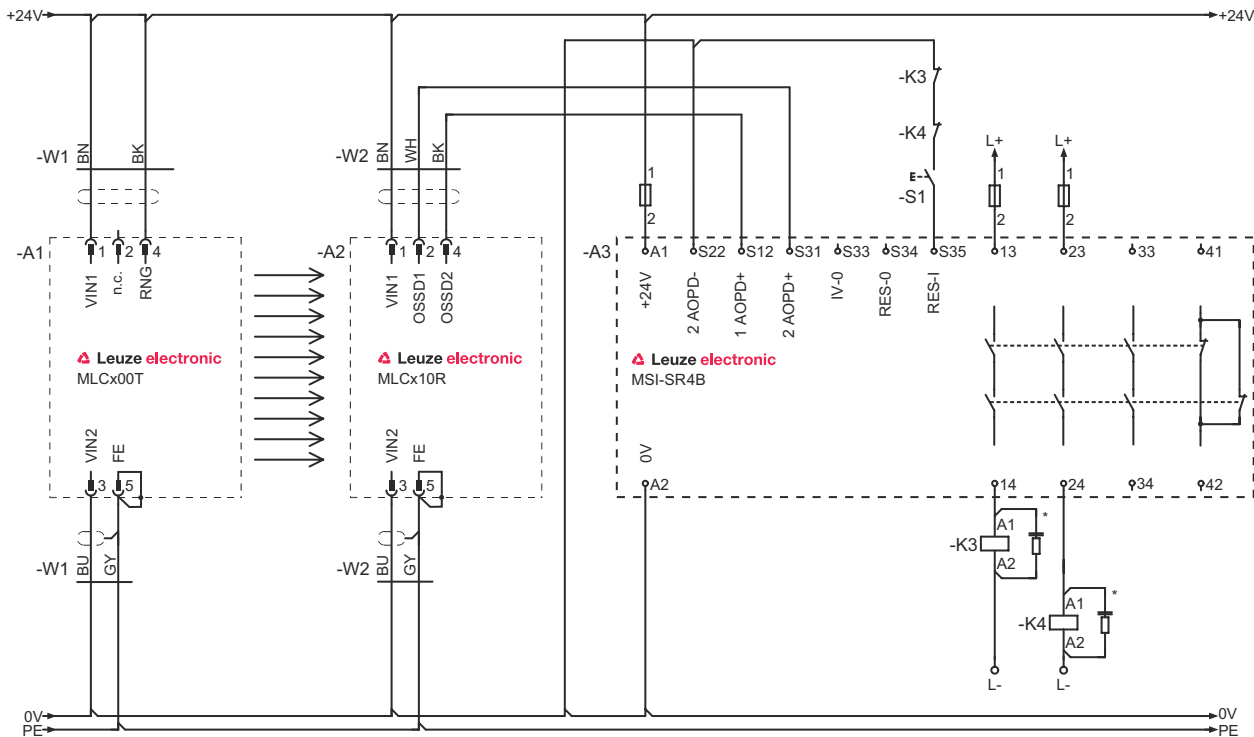 +24V +24V
-K3
-K4
L+ L+
-W1 BN BK
-W2 BN WH BK
1 1 1
E -S1
2 2 2
-A1 1 2 4
-A2 1 2 4
-A3 A1 S22 S12 S31 S33 S34 S35 13 23 33 41
VIN1 n.c. RNG
VIN1 OSSD1 OSSD2
+24V 2 AOPD- 1 AOPD+ 2 AOPD+ IV-0 RES-0 RES-I
Leuze electronic
MLCx00T
Leuze electronic
MLCx10R
Leuze electronic
MSI-SR4B
VIN2 FE
VIN2 FE
0V
3 5
3 5
A2 14 24 34 42
-K3 A1 A2 *
-W1 BU GY
-W2 BU GY
-K4 A1 A2 *
L- L-
0V 0V
PE PE